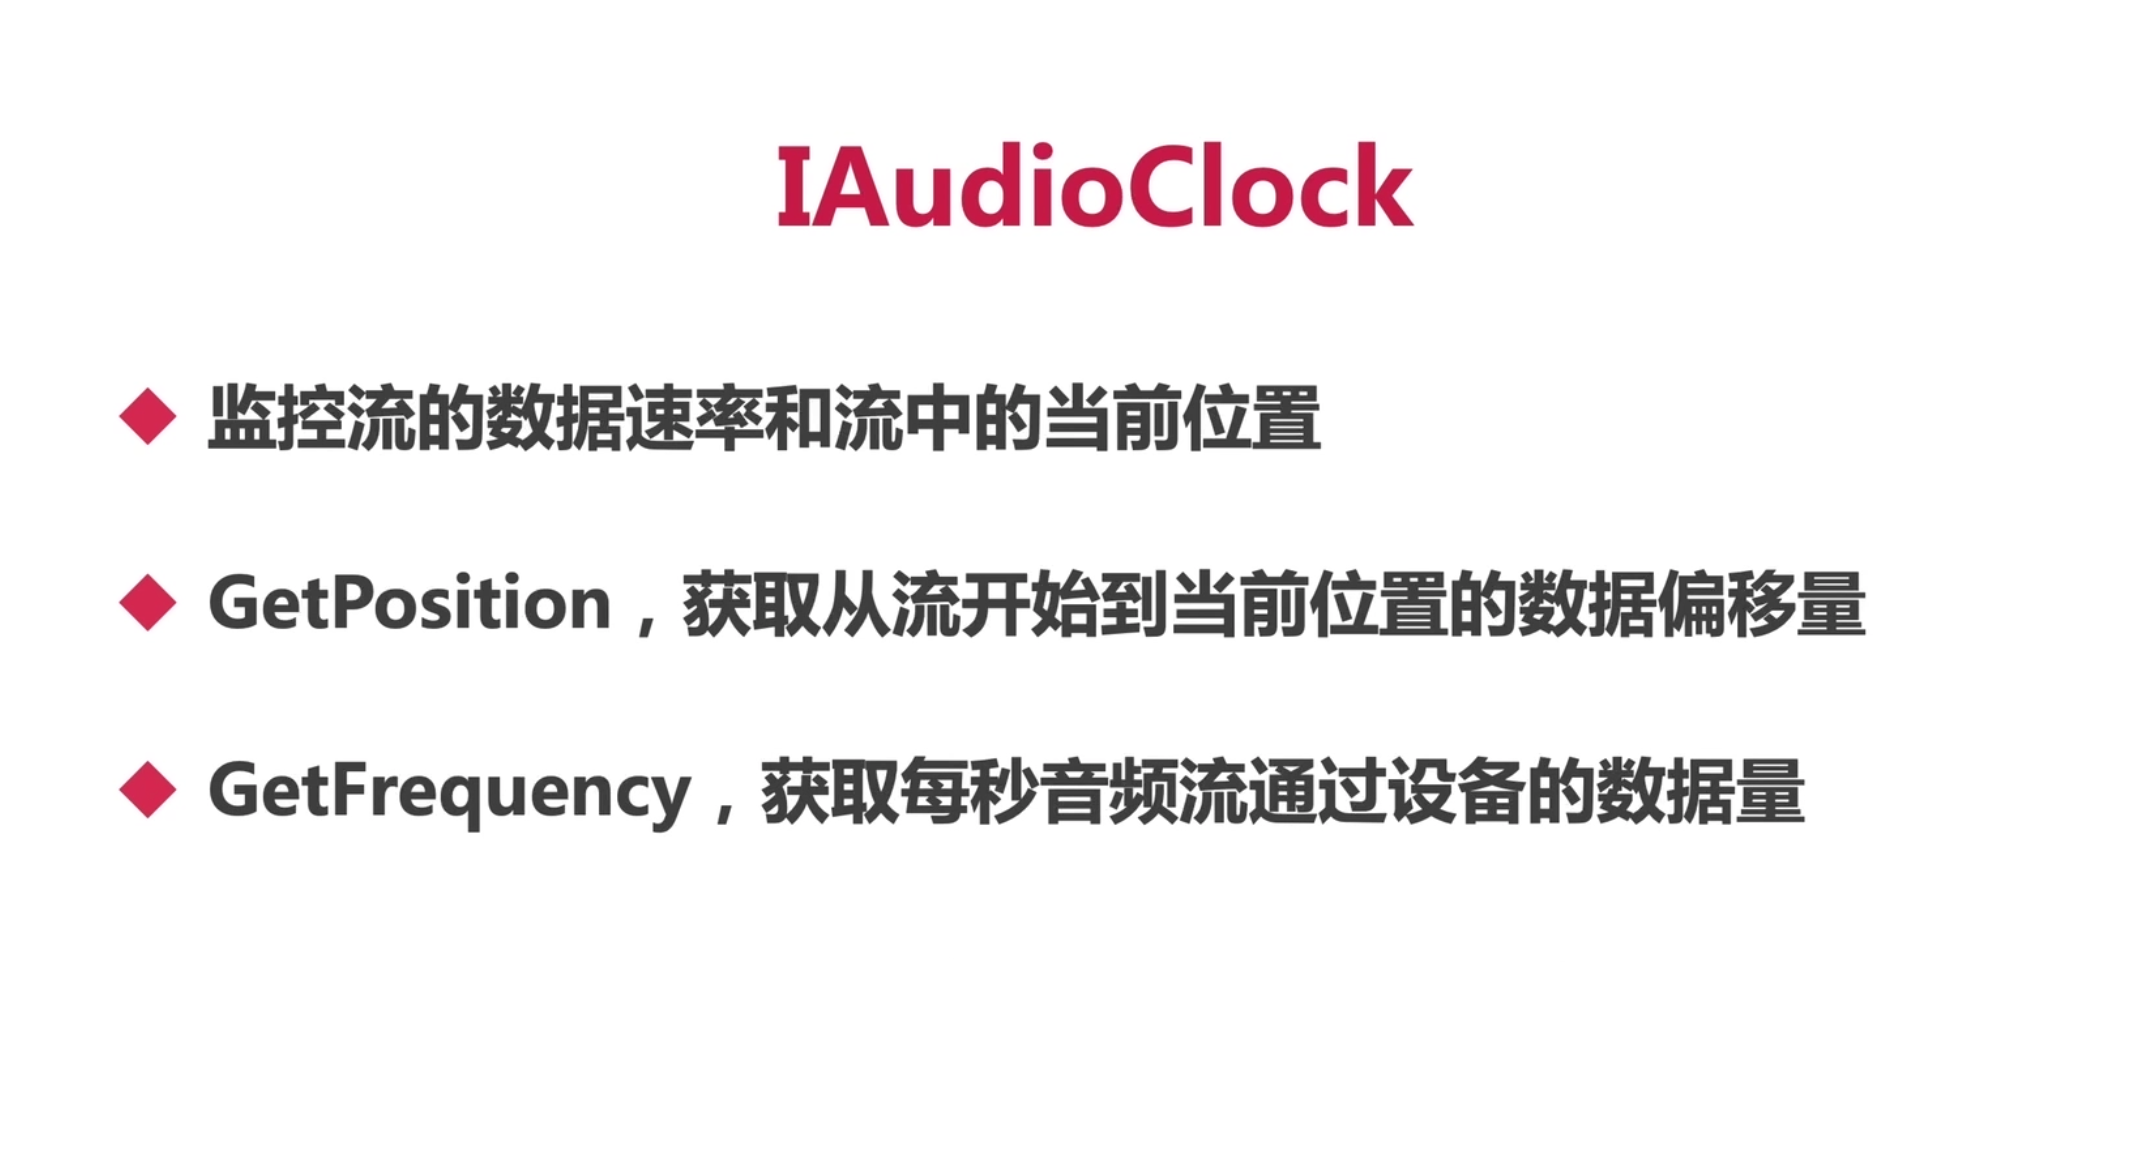 IAudioClock
监控流的数据速率和流中的当前位置
GetPosition，获取从流开始到当前位置的数据偏移量
GetFrequency，获取每秒音频流通过设备的数据量